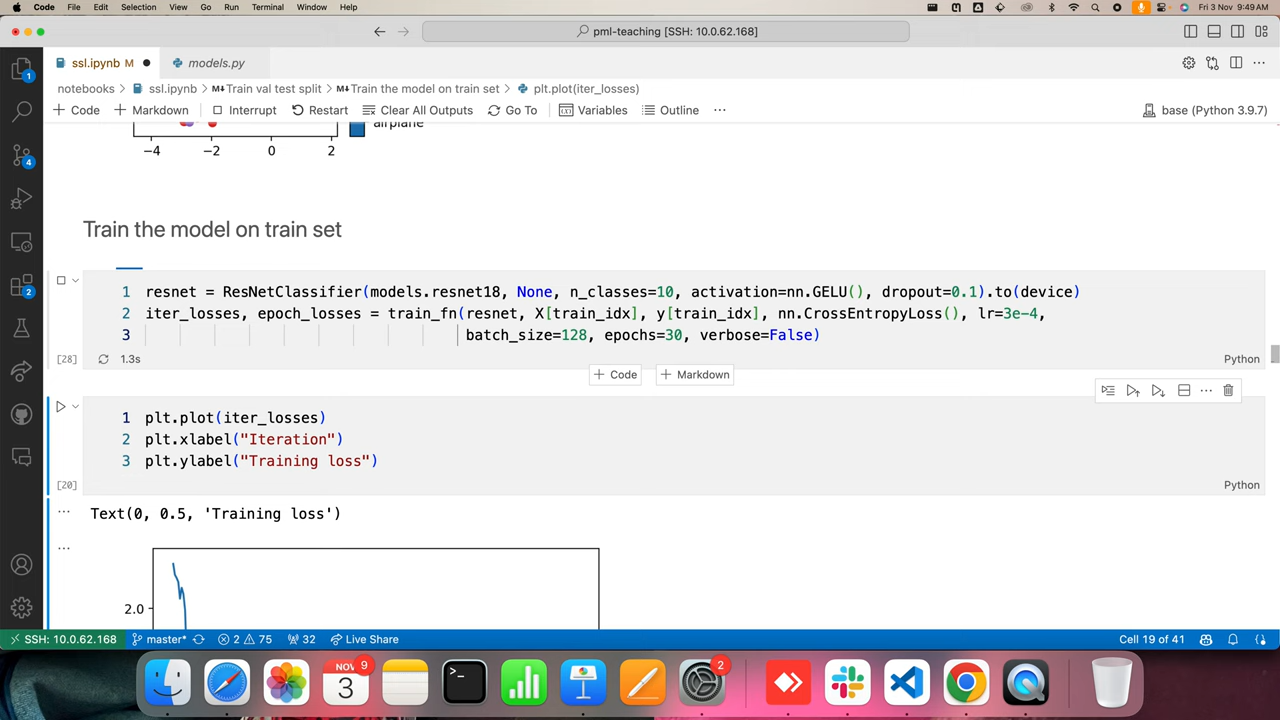 Code File Edit Selection View Go Run Terminal Window Help Fri 3 Nov 9:49 AM
pml-teaching [SSH: 10.0.62.168]
ssl.ipynb M models.py
notebooks > ssl.ipynb > M↓Train val test split > M↓Train the model on train set > plt.plot(iter_losses)
+ Code + Markdown Interrupt Restart Clear All Outputs Go To Variables Outline ... base (Python 3.9.7)
airplane
−4 −2 0 2
Train the model on train set
1 resnet = ResNetClassifier(models.resnet18, None, n_classes=10, activation=nn.GELU(), dropout=0.1).to(device)
2 iter_losses, epoch_losses = train_fn(resnet, X[train_idx], y[train_idx], nn.CrossEntropyLoss(), lr=3e-4,
3 batch_size=128, epochs=30, verbose=False)
[28] 1.3s Python
+ Code + Markdown
1 plt.plot(iter_losses)
2 plt.xlabel("Iteration")
3 plt.ylabel("Training loss")
[20] Python
... Text(0, 0.5, 'Training loss')
...
2.0
SSH: 10.0.62.168 master* 2 75 32 Live Share Cell 19 of 41
1
4
2
NOV 3 9
2